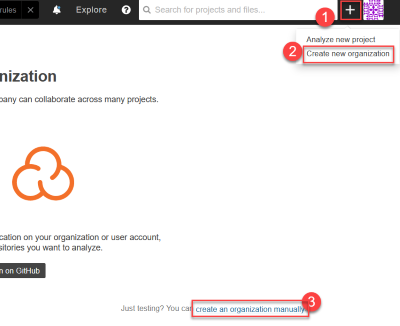 rules Explore ? Search for projects and files... 1 +
Analyze new project
2 Create new organization
nization
pany can collaborate across many projects.
cation on your organization or user account,
sitories you want to analyze.
n on GitHub
3
Just testing? You can create an organization manually